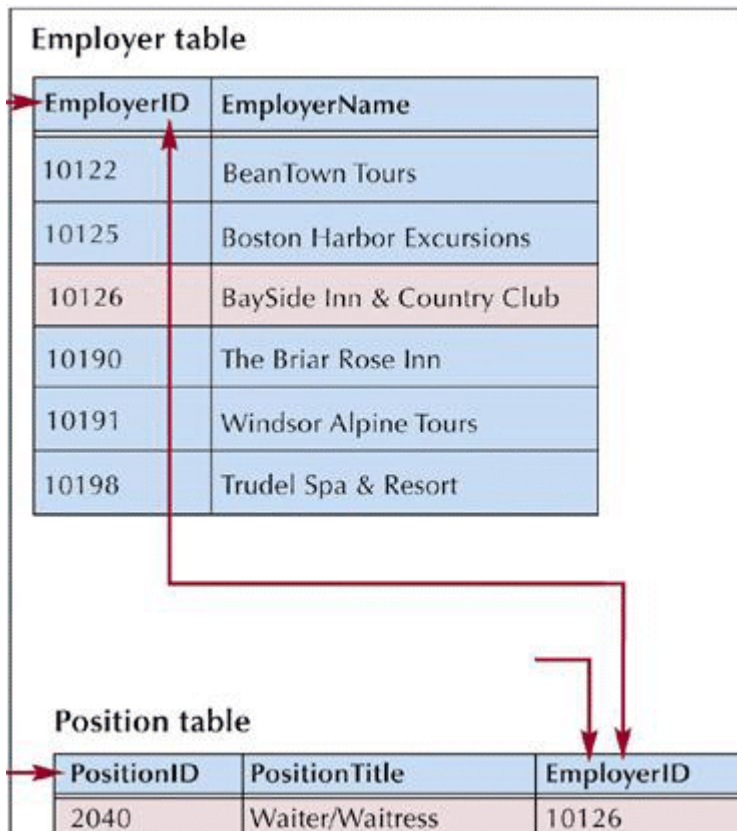 Employer table
EmployerID EmployerName
10122 BeanTown Tours
10125 Boston Harbor Excursions
10126 BaySide Inn & Country Club
10190 The Briar Rose Inn
10191 Windsor Alpine Tours
10198 Trudel Spa & Resort
Position table
PositionID PositionTitle EmployerID
2040 Waiter/Waitress 10126